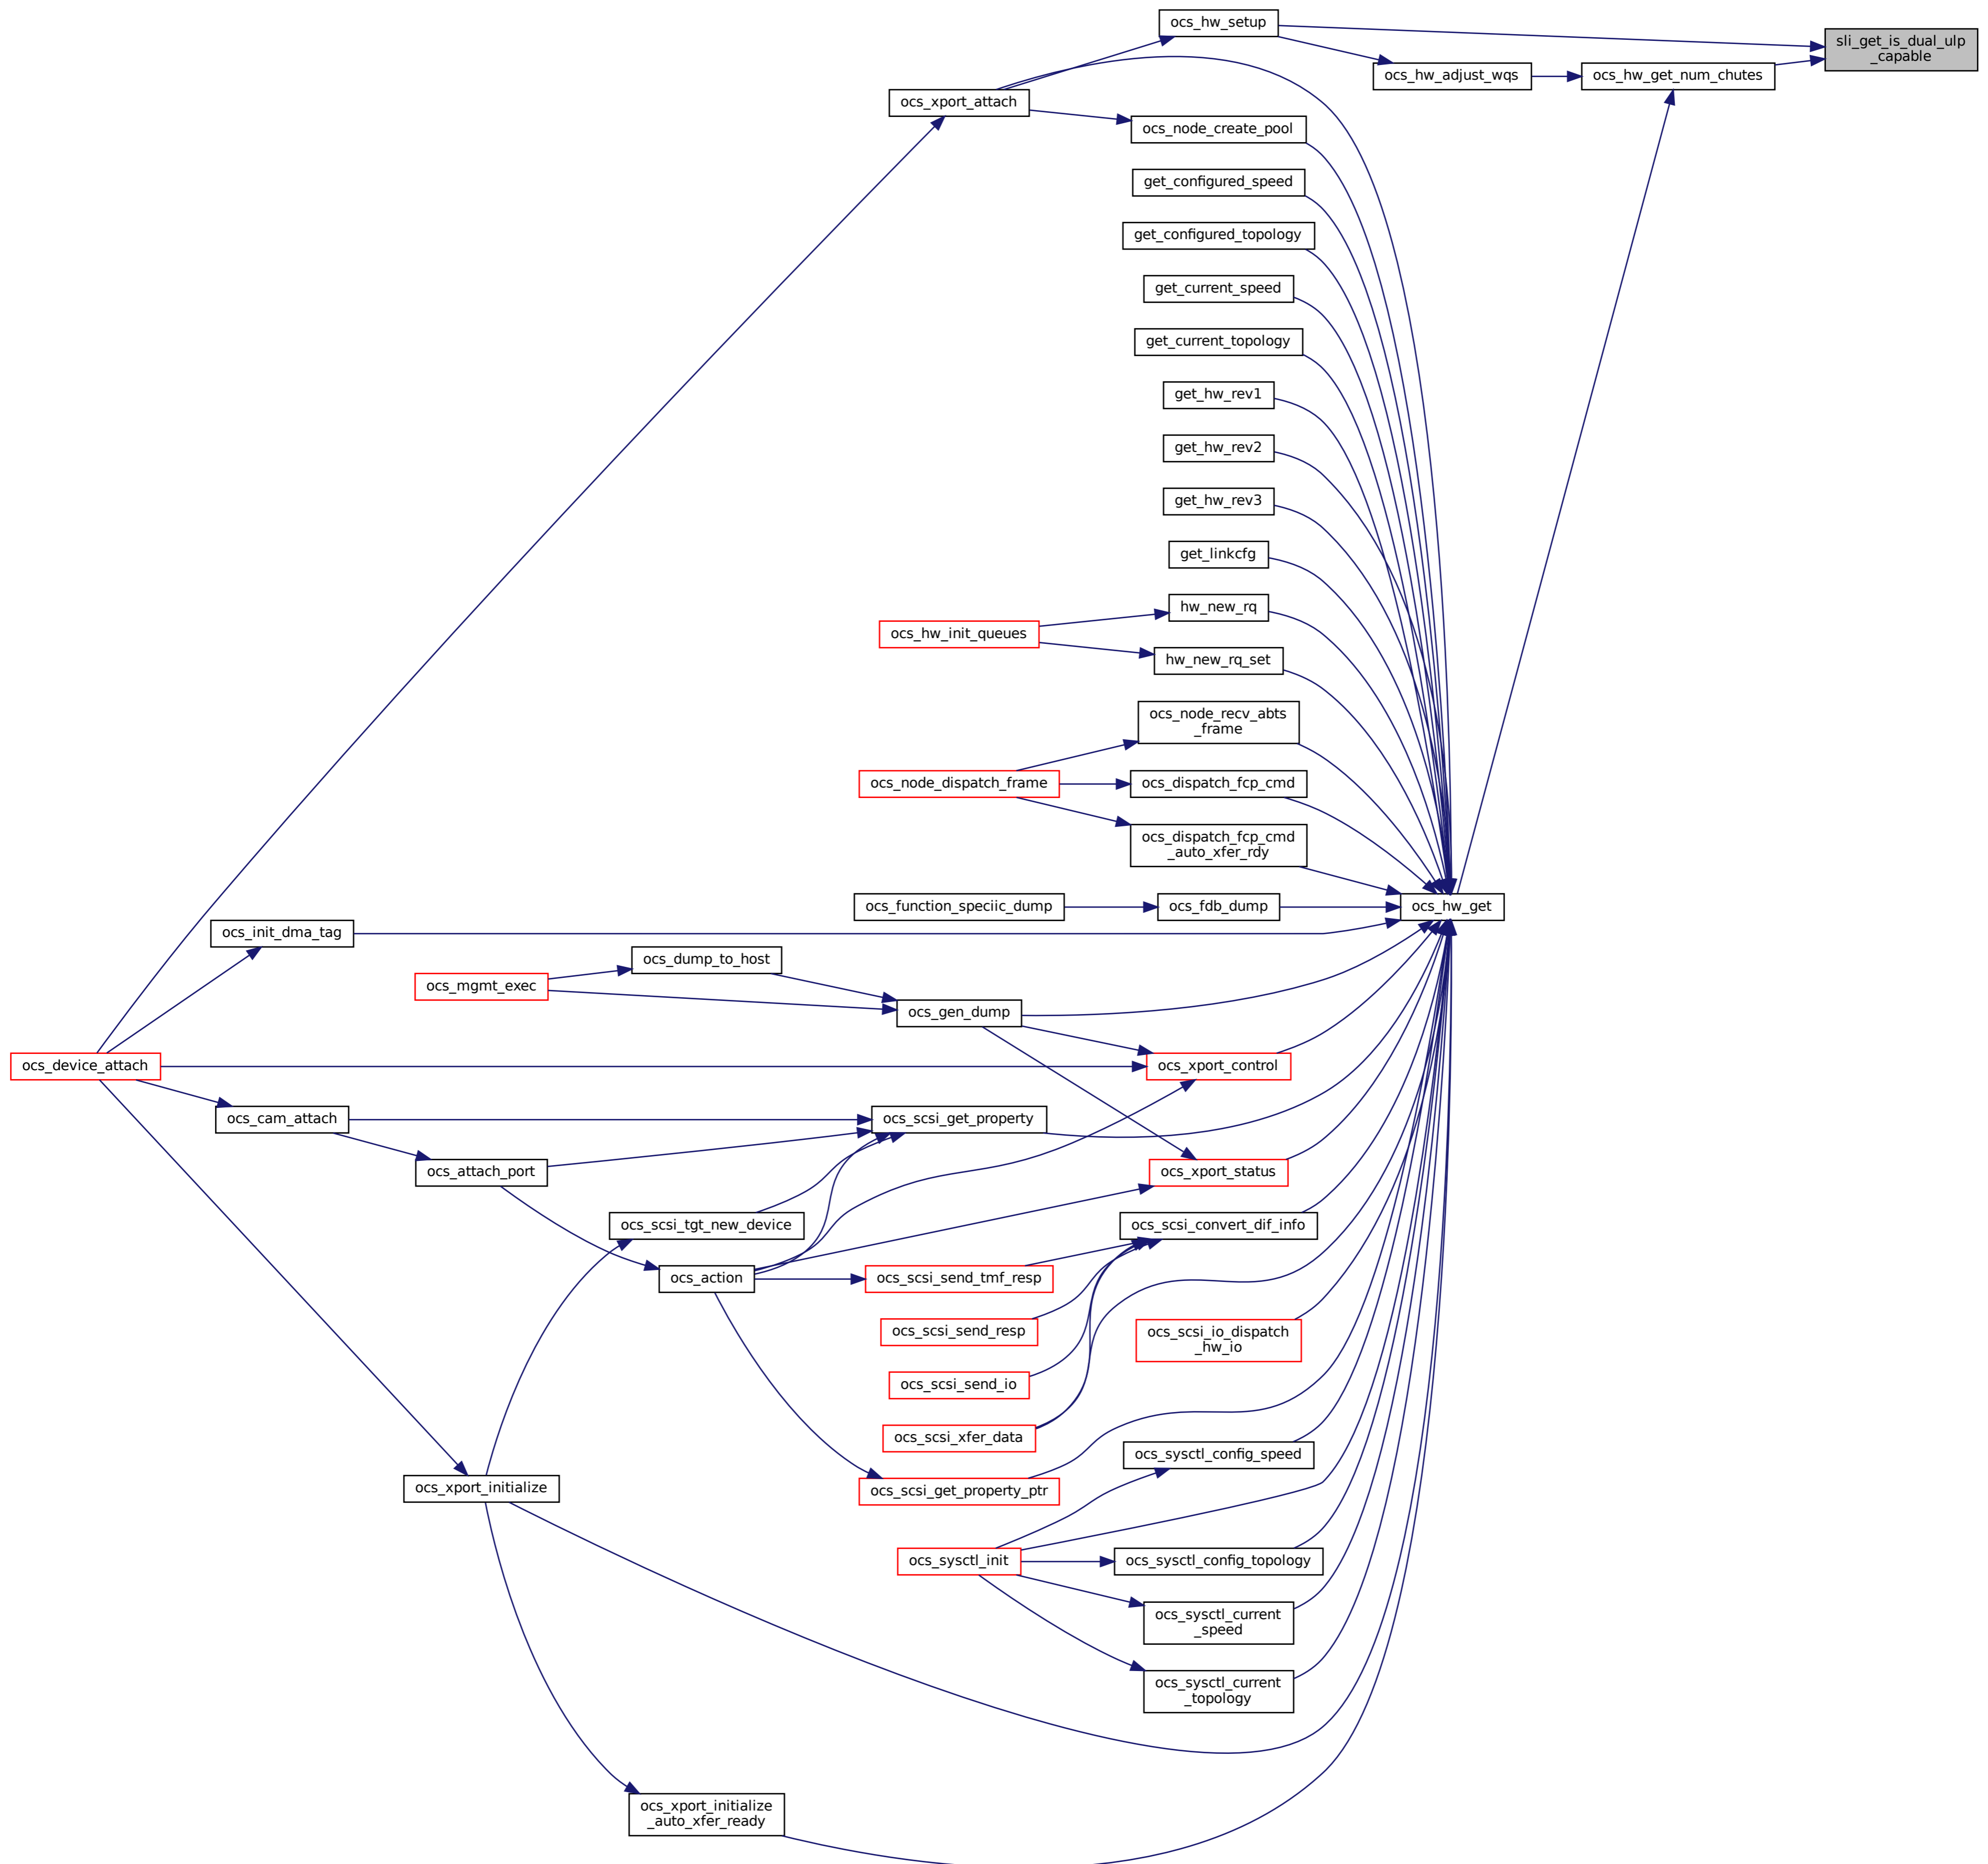 ocs_hw_setup
sli_get_is_dual_ulp
_capable
ocs_hw_adjust_wqs
ocs_hw_get_num_chutes
ocs_xport_attach
ocs_node_create_pool
get_configured_speed
get_configured_topology
get_current_speed
get_current_topology
get_hw_rev1
get_hw_rev2
get_hw_rev3
get_linkcfg
hw_new_rq
ocs_hw_init_queues
hw_new_rq_set
ocs_node_recv_abts
_frame
ocs_node_dispatch_frame
ocs_dispatch_fcp_cmd
ocs_dispatch_fcp_cmd
_auto_xfer_rdy
ocs_function_speciic_dump
ocs_fdb_dump
ocs_hw_get
ocs_init_dma_tag
ocs_dump_to_host
ocs_mgmt_exec
ocs_gen_dump
ocs_device_attach
ocs_xport_control
ocs_cam_attach
ocs_scsi_get_property
ocs_attach_port
ocs_xport_status
ocs_scsi_tgt_new_device
ocs_scsi_convert_dif_info
ocs_action
ocs_scsi_send_tmf_resp
ocs_scsi_send_resp
ocs_scsi_io_dispatch
_hw_io
ocs_scsi_send_io
ocs_scsi_xfer_data
ocs_sysctl_config_speed
ocs_xport_initialize
ocs_scsi_get_property_ptr
ocs_sysctl_init
ocs_sysctl_config_topology
ocs_sysctl_current
_speed
ocs_sysctl_current
_topology
ocs_xport_initialize
_auto_xfer_ready